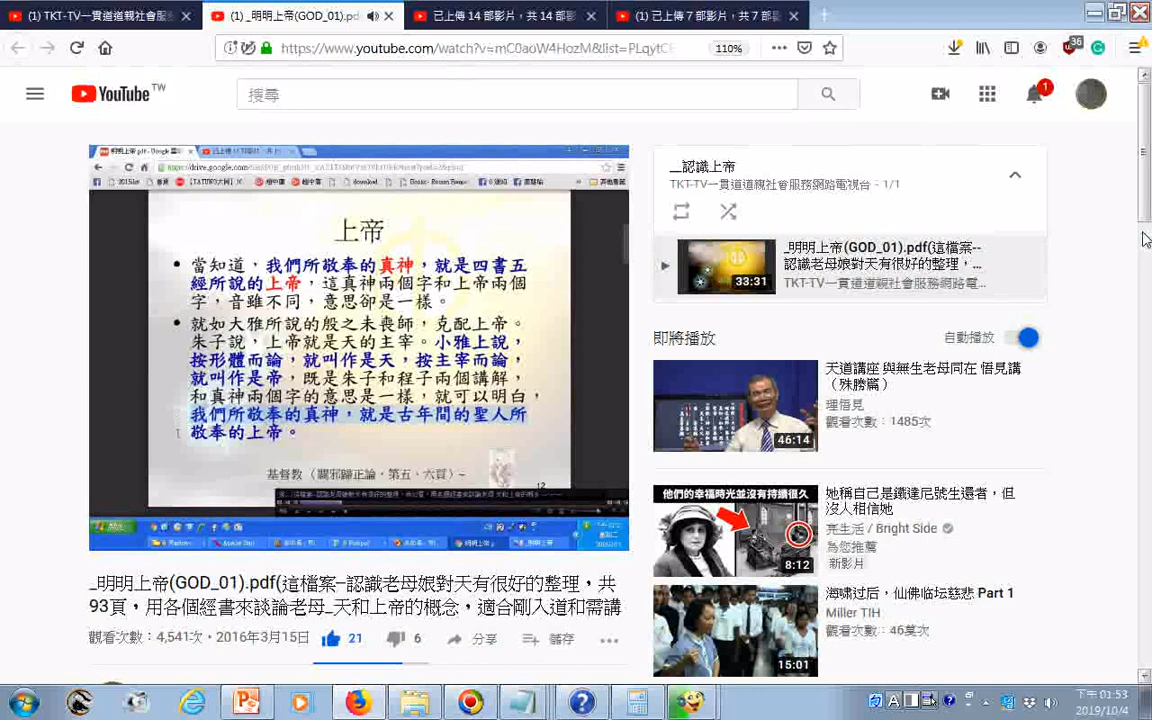 (1) TKT-TV一貫道道親社會服
(1) _明明上帝(GOD_01).pd
已上傳 14 部影片，共 14 部影
(1) 已上傳 7 部影片，共 7 部影
https://www.youtube.com/watch?v=mC0aoW4HozM&list=PLqytC
110%
36
YouTube TW
搜尋
1
上帝
• 當知道，我們所敬奉的真神，就是四書五
經所說的上帝，這真神兩個字和上帝兩個
字，音雖不同，意思卻是一樣。
• 就如大雅所說的殷之未喪師，克配上帝。
朱子說，上帝就是天的主宰。小雅上說，
按形體而論，就叫作是天，按主宰而論，
就叫作是帝，既是朱子和程子兩個講解，
和真神兩個字的意思是一樣，就可以明白，
我們所敬奉的真神，就是古年間的聖人所
敬奉的上帝。
基督教（闢邪歸正論，第五、六頁）~
12
_明明上帝(GOD_01).pdf(這檔案--認識老母娘對天有很好的整理，共
93頁，用各個經書來談論老母_天和上帝的概念，適合剛入道和需講
觀看次數：4,541次・2016年3月15日
21
6
分享
儲存
_認識上帝
TKT-TV一貫道道親社會服務網路電視台 - 1/1
33:31
_明明上帝(GOD_01).pdf(這檔案--
認識老母娘對天有很好的整理，...
TKT-TV一貫道道親社會服務網路電...
即將播放
自動播放
46:14
天道講座 與無生老母同在 悟見講
（殊勝篇）
理悟見
觀看次數：1485次
他們的幸福時光並沒有持續很久
8:12
她稱自己是鐵達尼號生還者，但
沒人相信她
亮生活 / Bright Side
為您推薦
新影片
15:01
海嘯过后，仙佛临坛慈悲 Part 1
Miller TIH
觀看次數：46萬次
下午 01:53
2019/10/4